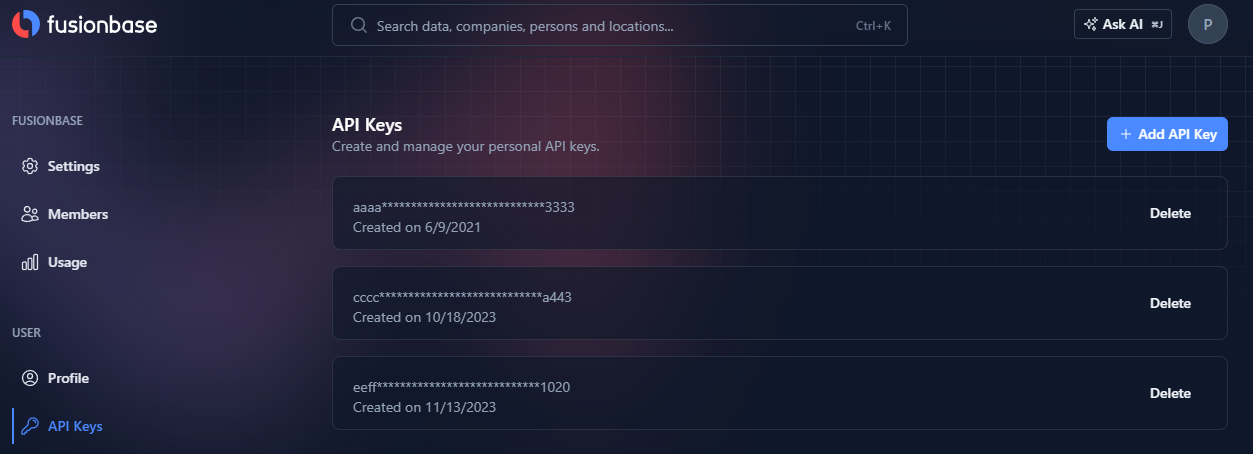 fusionbase
Search data, companies, persons and locations...
Ctrl+K
Ask AI ⌘J
P
FUSIONBASE
Settings
Members
Usage
USER
Profile
API Keys
API Keys
Create and manage your personal API keys.
+ Add API Key
aaaa****************************3333
Created on 6/9/2021
Delete
cccc****************************a443
Created on 10/18/2023
Delete
eeff****************************1020
Created on 11/13/2023
Delete